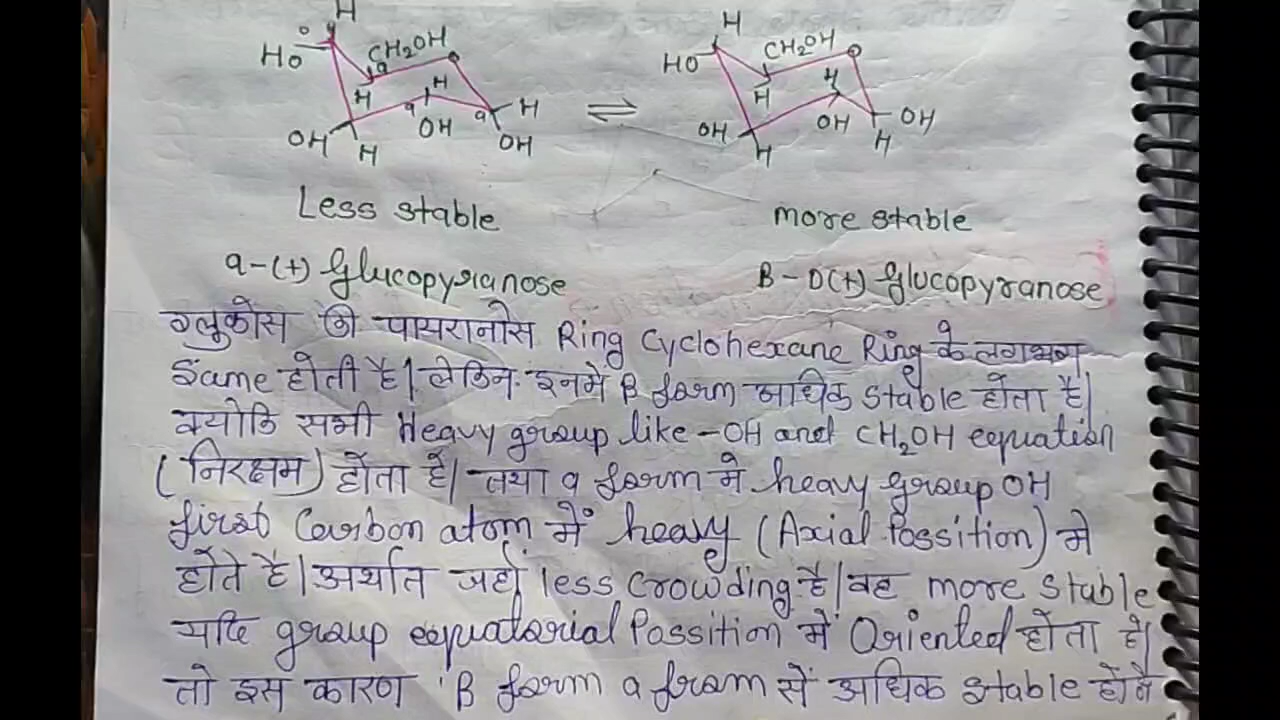 H H
HO CH₂OH O HO CH₂OH O
H H H H H
OH H OH OH ⇌ OH H OH H OH
Less stable more stable
α-(+) Glucopyranose B-D(+)-Glucopyranose
ग्लुकोस कि पायरानोस Ring Cyclohexane Ring के लगभग
Same होती है। लेकिन इनमे B form अधिक stable होता है।
क्योकि सभी Heavy group like -OH and CH₂OH equation
(निरक्षम) होता है। तथा α form मे heavy group OH
first Carbon atom में heavy (Axial Possition) मे
होते है। अर्थात जहाँ less Crowding है। वह more stable
यदि group equatorial Possition में Oriented होता है।
तो इस कारण B form a fram सें अधिक stable होंने